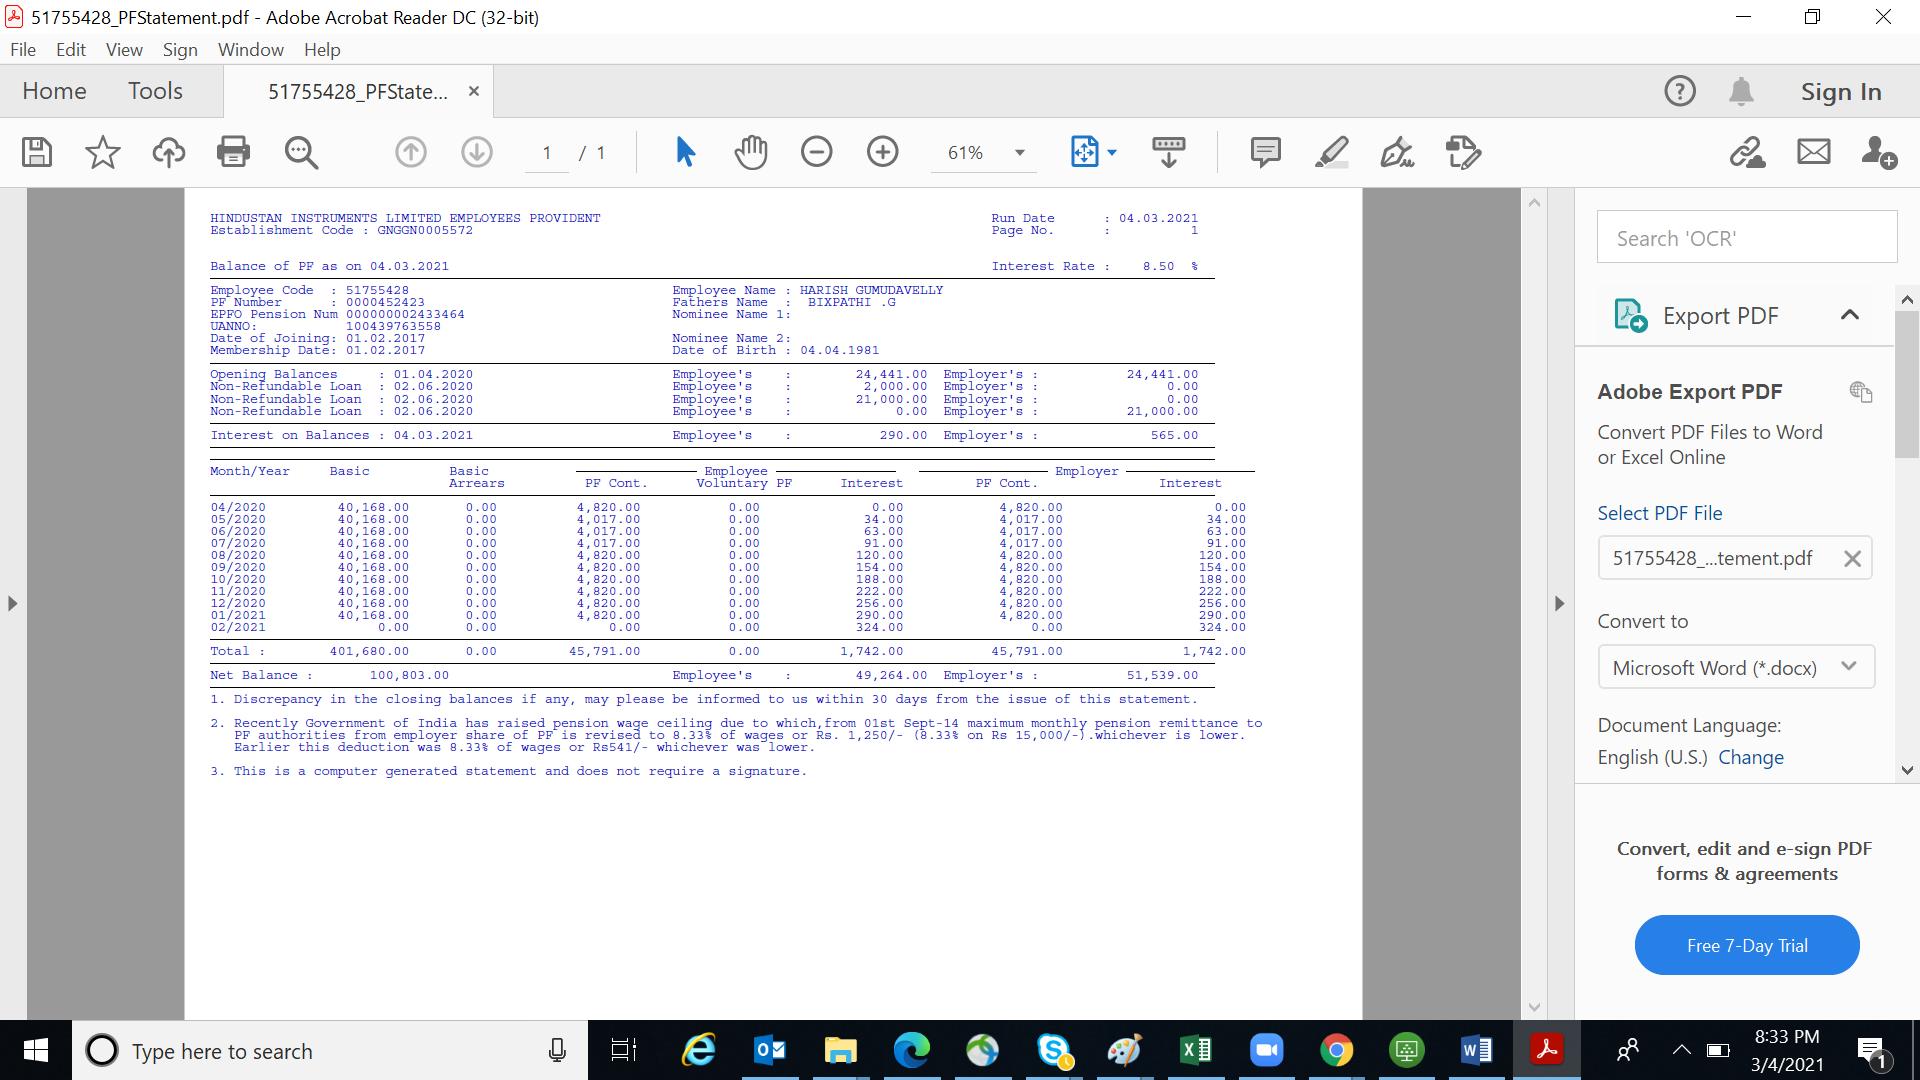 51755428_PFStatement.pdf - Adobe Acrobat Reader DC (32-bit)
File Edit View Sign Window Help
Home Tools 51755428_PFState... × Sign In
1 / 1 61%
HINDUSTAN INSTRUMENTS LIMITED EMPLOYEES PROVIDENT Run Date : 04.03.2021
Establishment Code : GNGGN0005572 Page No. : 1
Balance of PF as on 04.03.2021 Interest Rate : 8.50 %
Employee Code : 51755428 Employee Name : HARISH GUMUDAVELLY
PF Number : 0000452423 Fathers Name : BIXPATHI .G
EPFO Pension Num 000000002433464 Nominee Name 1:
UANNO: 100439763558
Date of Joining: 01.02.2017 Nominee Name 2:
Membership Date: 01.02.2017 Date of Birth : 04.04.1981
Opening Balances : 01.04.2020 Employee's : 24,441.00 Employer's : 24,441.00
Non-Refundable Loan : 02.06.2020 Employee's : 2,000.00 Employer's : 0.00
Non-Refundable Loan : 02.06.2020 Employee's : 21,000.00 Employer's : 0.00
Non-Refundable Loan : 02.06.2020 Employee's : 0.00 Employer's : 21,000.00
Interest on Balances : 04.03.2021 Employee's : 290.00 Employer's : 565.00
Month/Year Basic Basic Employee Employer
Arrears PF Cont. Voluntary PF Interest PF Cont. Interest
04/2020 40,168.00 0.00 4,820.00 0.00 0.00 4,820.00 0.00
05/2020 40,168.00 0.00 4,017.00 0.00 34.00 4,017.00 34.00
06/2020 40,168.00 0.00 4,017.00 0.00 63.00 4,017.00 63.00
07/2020 40,168.00 0.00 4,017.00 0.00 91.00 4,017.00 91.00
08/2020 40,168.00 0.00 4,820.00 0.00 120.00 4,820.00 120.00
09/2020 40,168.00 0.00 4,820.00 0.00 154.00 4,820.00 154.00
10/2020 40,168.00 0.00 4,820.00 0.00 188.00 4,820.00 188.00
11/2020 40,168.00 0.00 4,820.00 0.00 222.00 4,820.00 222.00
12/2020 40,168.00 0.00 4,820.00 0.00 256.00 4,820.00 256.00
01/2021 40,168.00 0.00 4,820.00 0.00 290.00 4,820.00 290.00
02/2021 0.00 0.00 0.00 0.00 324.00 0.00 324.00
Total : 401,680.00 0.00 45,791.00 0.00 1,742.00 45,791.00 1,742.00
Net Balance : 100,803.00 Employee's : 49,264.00 Employer's : 51,539.00
1. Discrepancy in the closing balances if any, may please be informed to us within 30 days from the issue of this statement.
2. Recently Government of India has raised pension wage ceiling due to which,from 01st Sept-14 maximum monthly pension remittance to
PF authorities from employer share of PF is revised to 8.33% of wages or Rs. 1,250/- (8.33% on Rs 15,000/-).whichever is lower.
Earlier this deduction was 8.33% of wages or Rs541/- whichever was lower.
3. This is a computer generated statement and does not require a signature.
Search 'OCR'
Export PDF
Adobe Export PDF
Convert PDF Files to Word
or Excel Online
Select PDF File
51755428_...tement.pdf
Convert to
Microsoft Word (*.docx)
Document Language:
English (U.S.) Change
Convert, edit and e-sign PDF
forms & agreements
Free 7-Day Trial
Type here to search
8:33 PM
3/4/2021
1